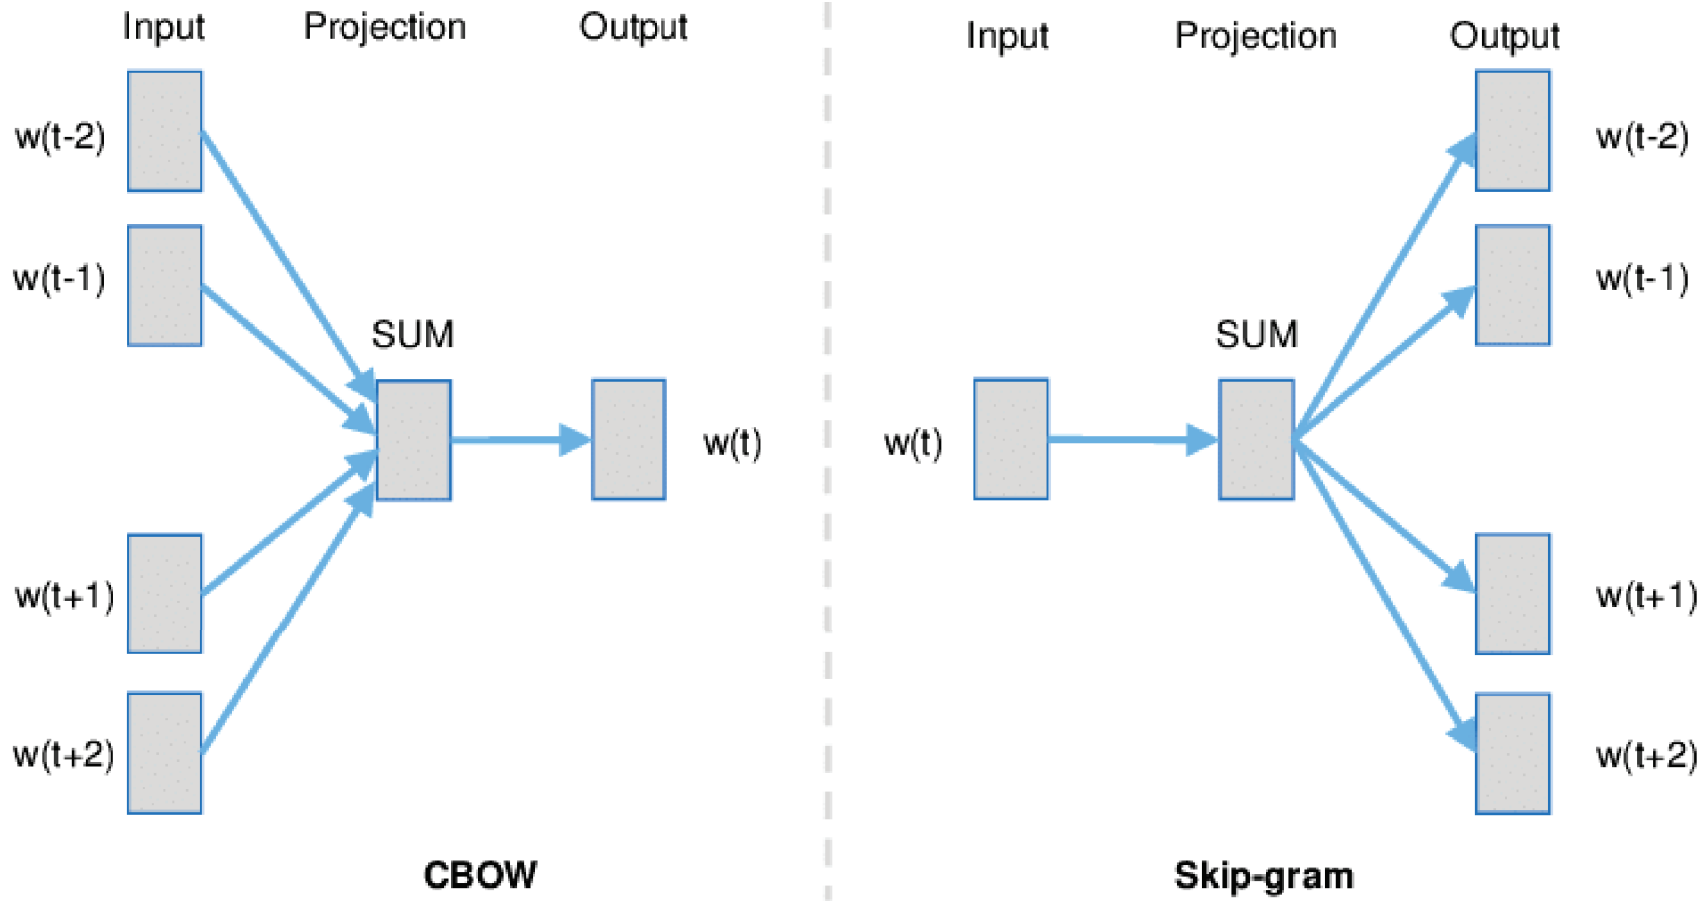 Input Projection Output
w(t-2)
w(t-1)
SUM
w(t)
w(t+1)
w(t+2)
CBOW
Input Projection Output
w(t-2)
w(t-1)
SUM
w(t)
w(t+1)
w(t+2)
Skip-gram